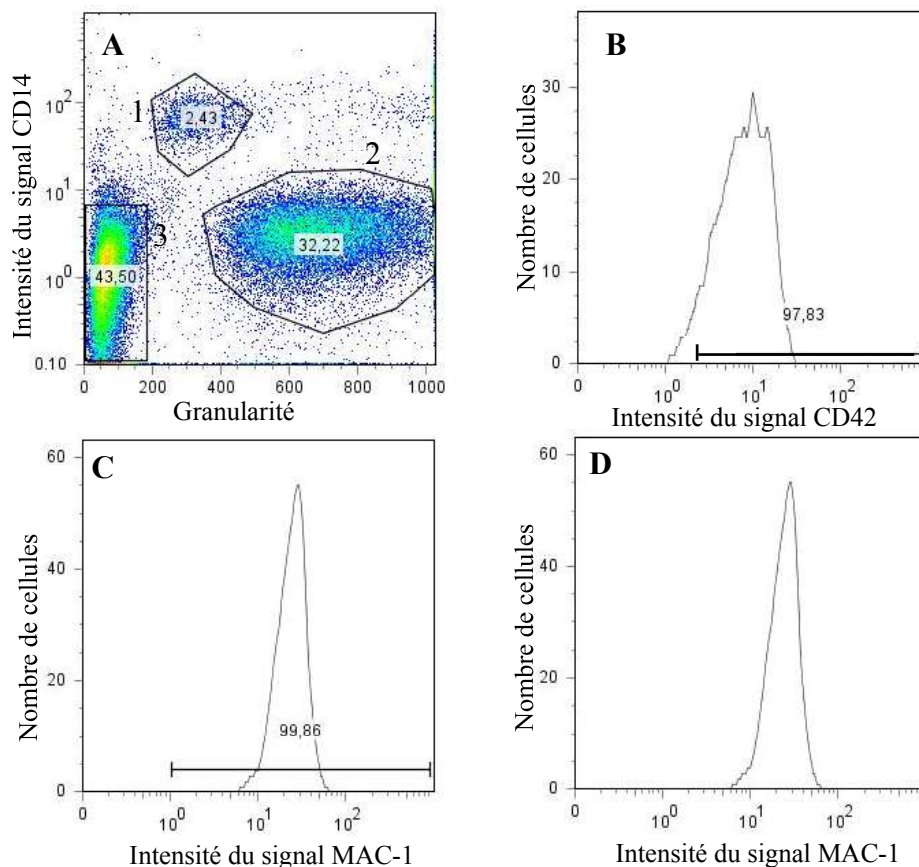 A
Intensité du signal CD14
10²
10¹
10⁰
0.10
1
2,43
2
32,22
3
43,50
0 200 400 600 800 1000
Granularité
B
Nombre de cellules
30
20
10
0
97,83
10⁰ 10¹ 10²
Intensité du signal CD42
C
Nombre de cellules
60
40
20
0
99,86
10⁰ 10¹ 10²
Intensité du signal MAC-1
D
Nombre de cellules
60
40
20
0
10⁰ 10¹ 10²
Intensité du signal MAC-1